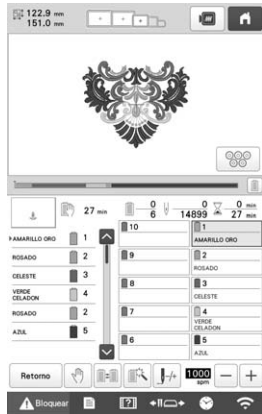 122.9 mm
151.0 mm
27 min
0
6
0
14899
0
27 min
AMARILLO ORO 1
ROSADO 2
CELESTE 3
VERDE CELADON 4
ROSADO 2
AZUL 5
10
1
AMARILLO ORO
9
2
ROSADO
8
3
CELESTE
7
4
VERDE
CELADON
6
5
AZUL
Retorno
1000
spm
− +
Bloquear
?